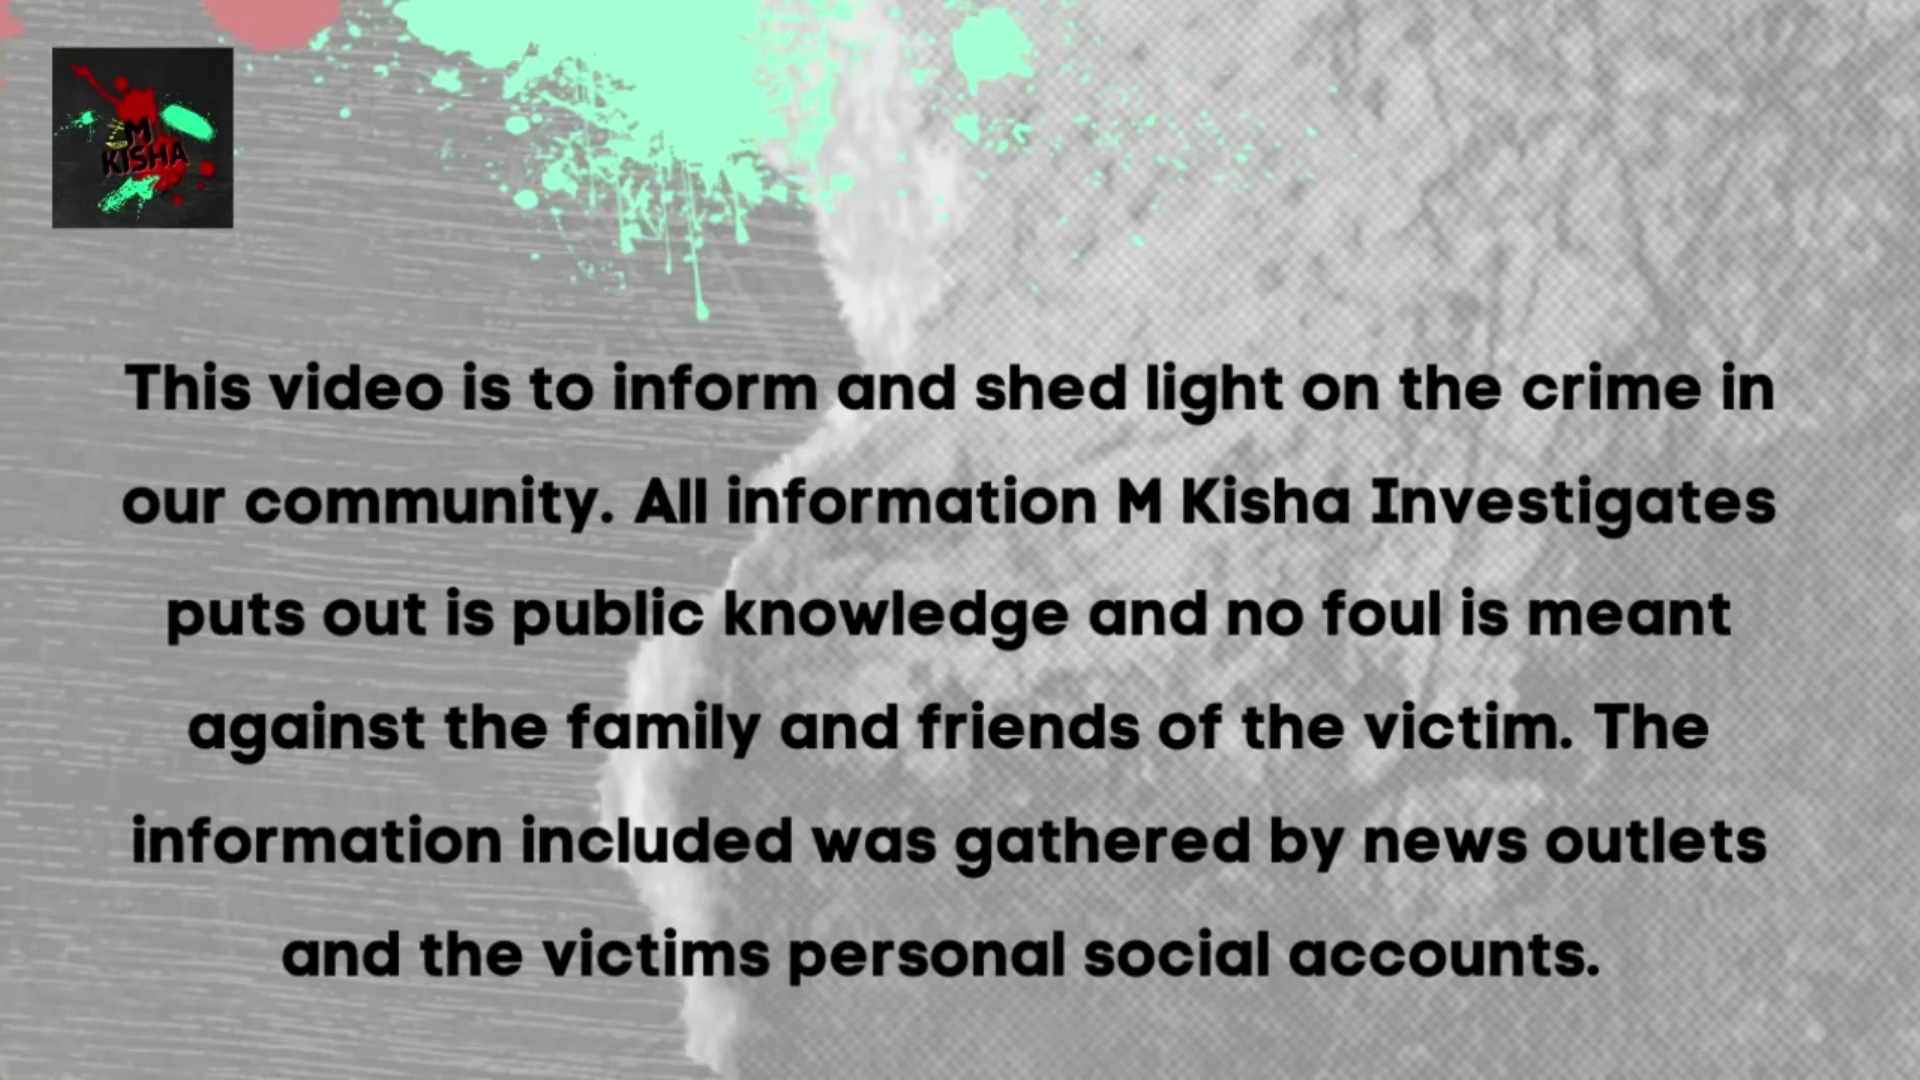 M
KISHA
This video is to inform and shed light on the crime in
our community. All information M Kisha Investigates
puts out is public knowledge and no foul is meant
against the family and friends of the victim. The
information included was gathered by news outlets
and the victims personal social accounts.